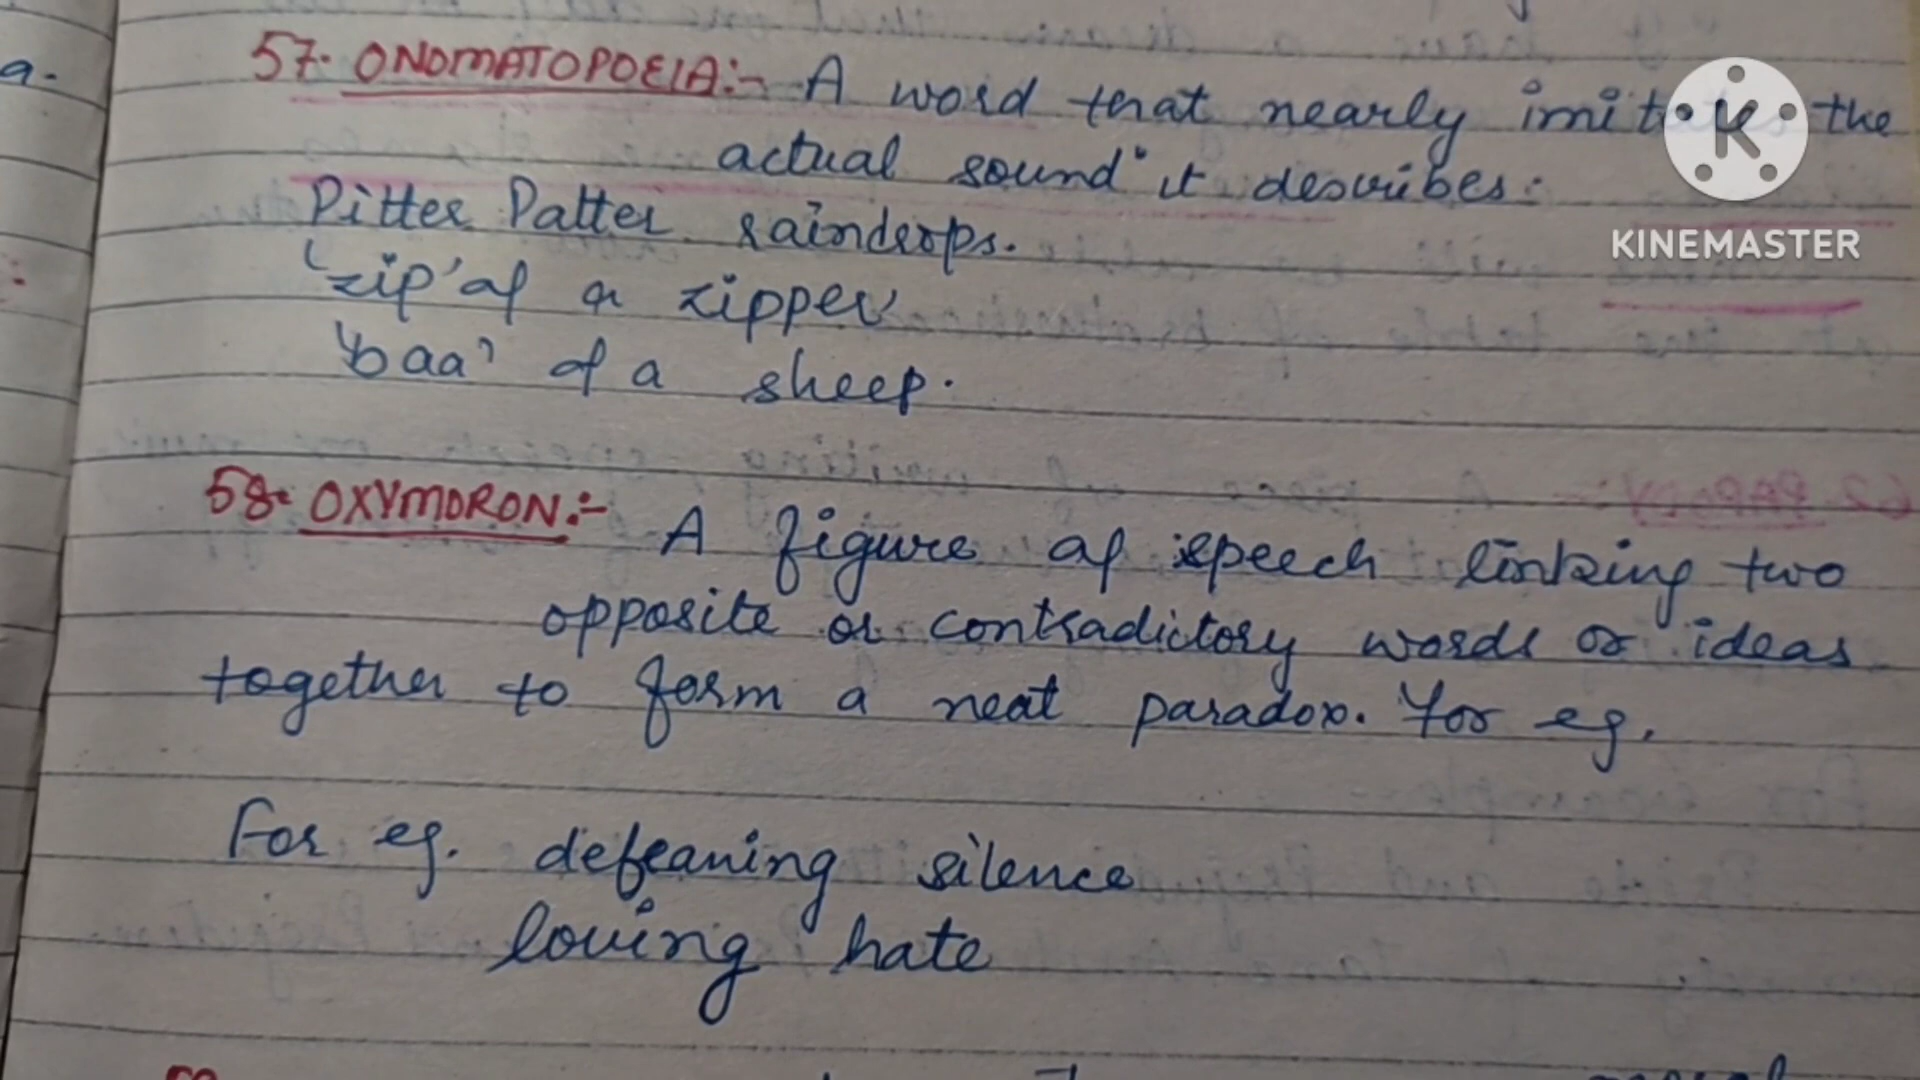 a.
57. ONOMATOPOEIA:- A word that nearly imitates the
actual sound it describes:
Pitter Patter raindrops.
'zip' of a zipper
'baa' of a sheep.
58. OXYMORON:- A figure of speech linking two
opposite or contradictory words or ideas
together to form a neat paradox. For eg.
For eg. defeaning silence
loving hate
K
KINEMASTER